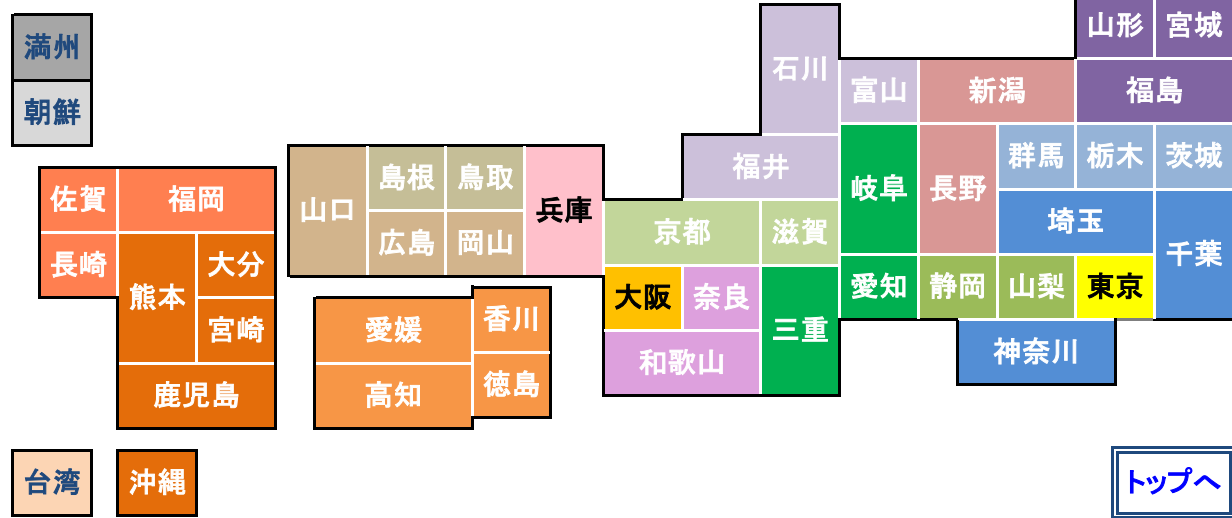 山形 宮城
満州
石川
富山 新潟 福島
朝鮮
福井
群馬 栃木 茨城
島根 鳥取
岐阜 長野
佐賀 福岡
山口 兵庫
埼玉
京都 滋賀
広島 岡山
千葉
長崎 大分
熊本
大阪 奈良
愛知 静岡 山梨 東京
宮崎
愛媛 香川
三重
神奈川
和歌山
鹿児島
高知 徳島
台湾 沖縄
トップへ